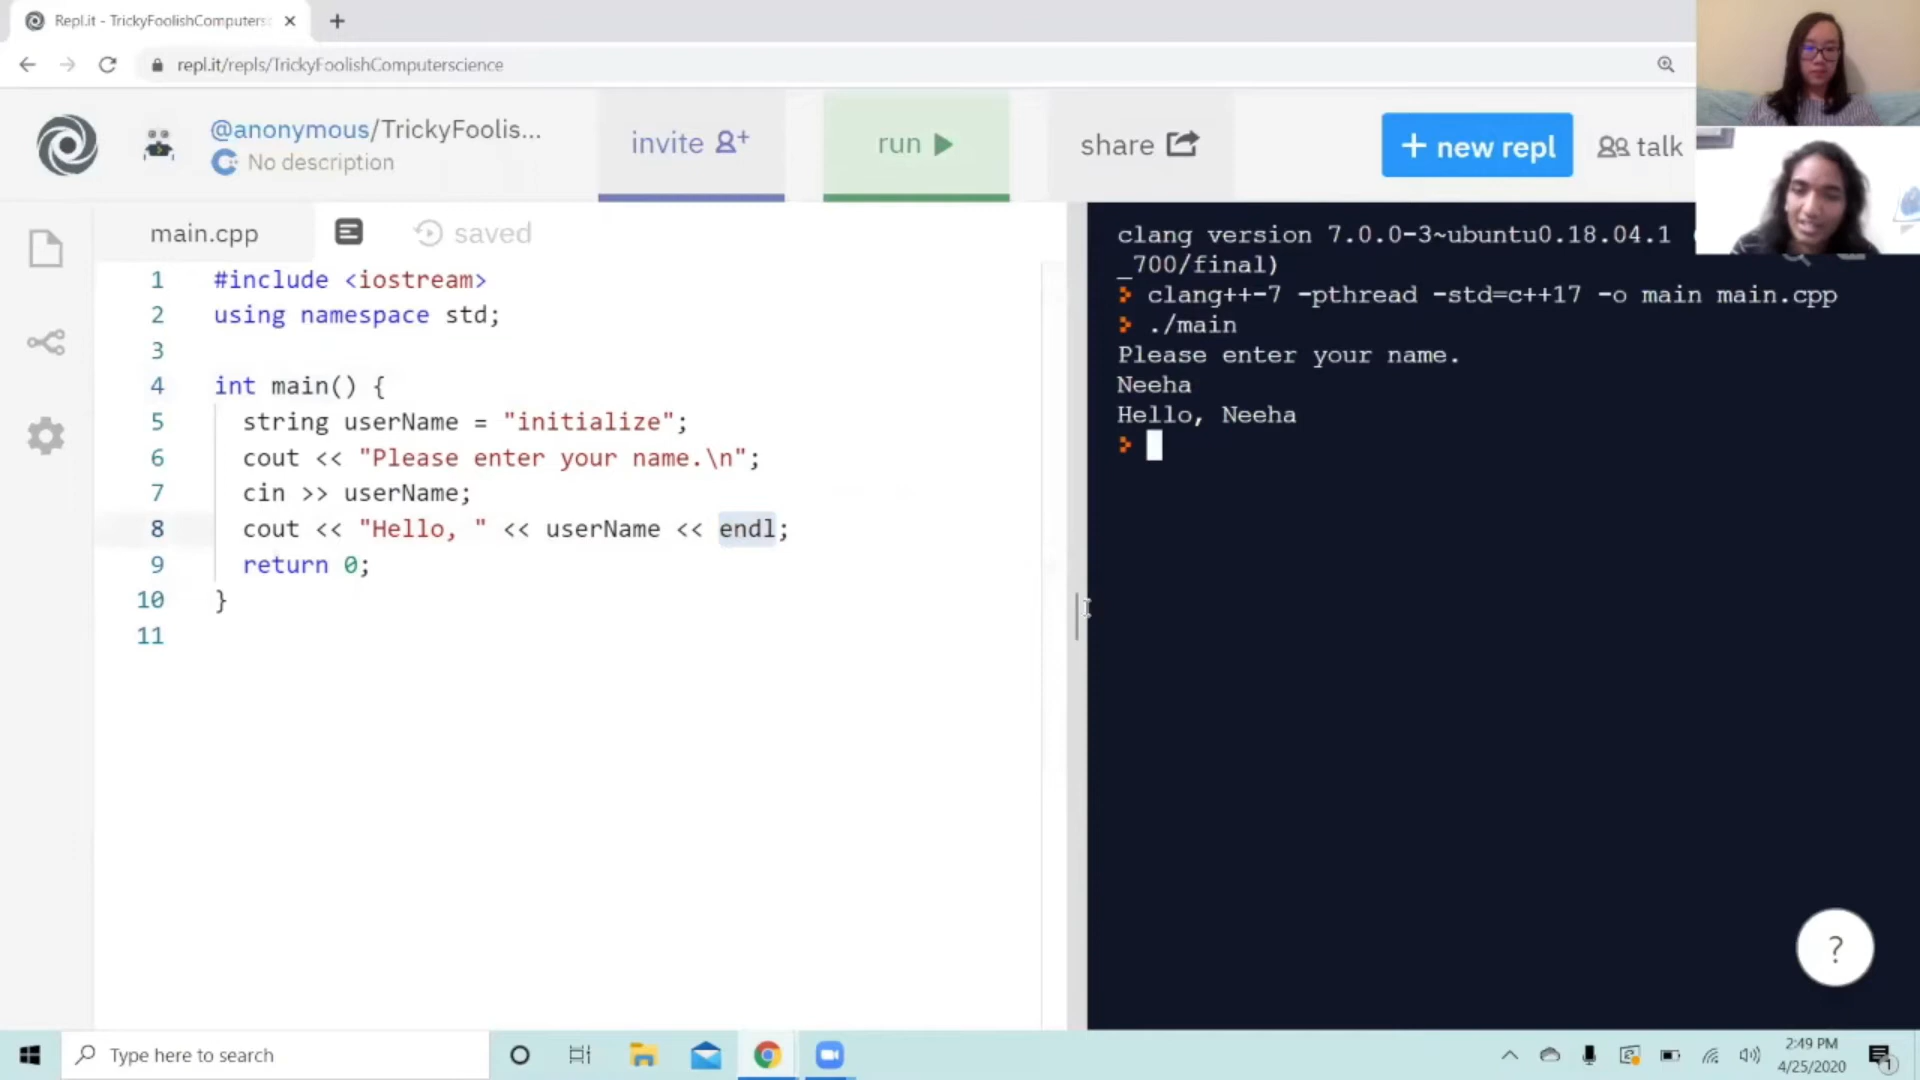 Repl.it - TrickyFoolishComputers
repl.it/repls/TrickyFoolishComputerscience
@anonymous/TrickyFoolis...
No description
invite
run
share
+ new repl
talk
main.cpp
saved
1 #include <iostream>
2 using namespace std;
3
4 int main() {
5 string userName = "initialize";
6 cout << "Please enter your name.\n";
7 cin >> userName;
8 cout << "Hello, " << userName << endl;
9 return 0;
10 }
11
clang version 7.0.0-3~ubuntu0.18.04.1 (
_700/final)
> clang++-7 -pthread -std=c++17 -o main main.cpp
> ./main
Please enter your name.
Neeha
Hello, Neeha
>
?
Type here to search
2:49 PM
4/25/2020
1